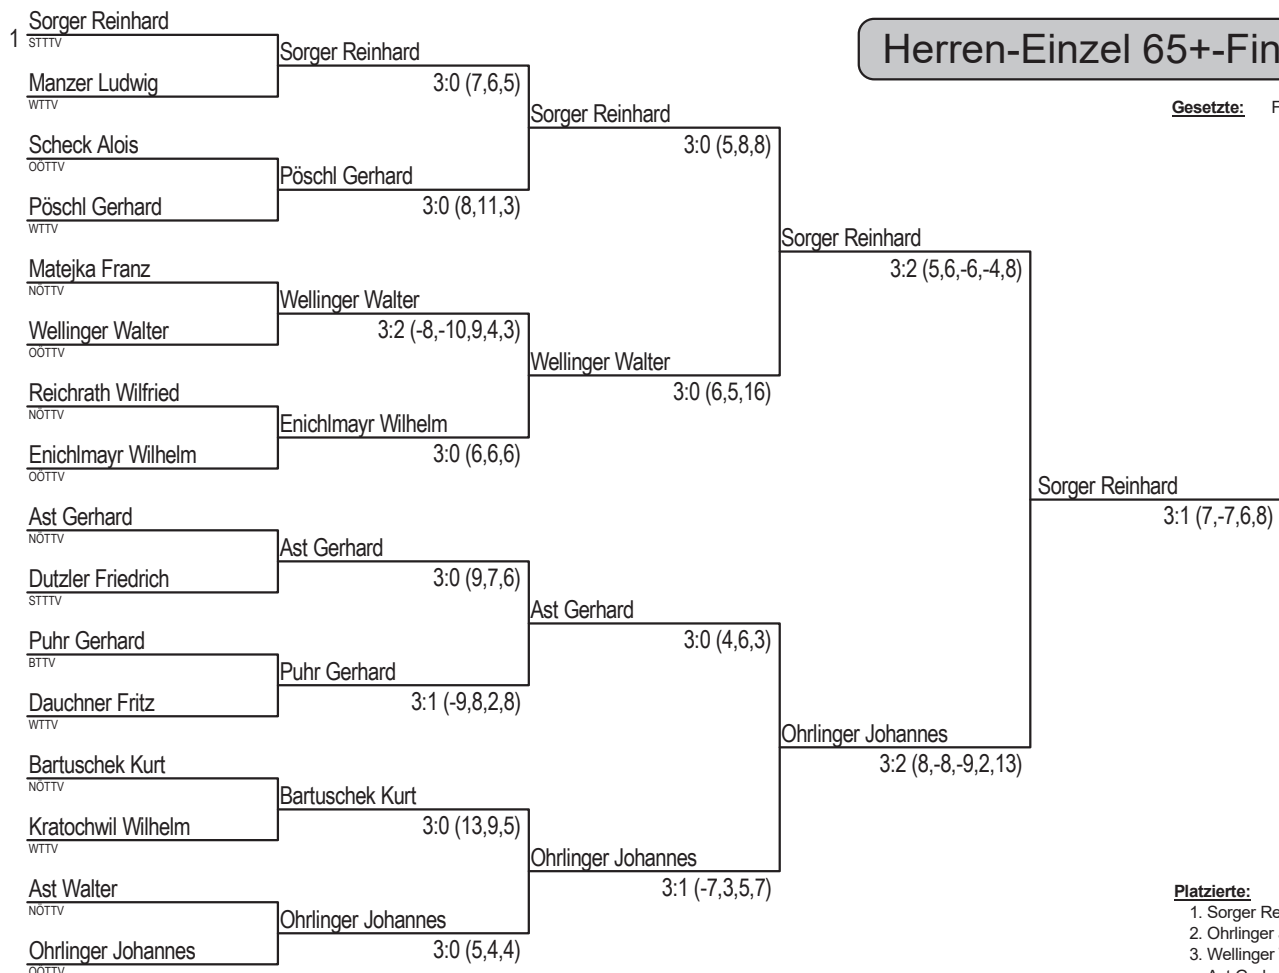 Herren-Einzel 65+-Fin
Gesetzte: F
1
Sorger Reinhard
STTTV
Manzer Ludwig
WTTV
Scheck Alois
OÖTTV
Pöschl Gerhard
WTTV
Matejka Franz
NÖTTV
Wellinger Walter
OÖTTV
Reichrath Wilfried
NÖTTV
Enichlmayr Wilhelm
OÖTTV
Ast Gerhard
NÖTTV
Dutzler Friedrich
STTTV
Puhr Gerhard
BTTV
Dauchner Fritz
WTTV
Bartuschek Kurt
NÖTTV
Kratochwil Wilhelm
WTTV
Ast Walter
NÖTTV
Ohrlinger Johannes
OÖTTV
Sorger Reinhard
3:0 (7,6,5)
Pöschl Gerhard
3:0 (8,11,3)
Wellinger Walter
3:2 (-8,-10,9,4,3)
Enichlmayr Wilhelm
3:0 (6,6,6)
Ast Gerhard
3:0 (9,7,6)
Puhr Gerhard
3:1 (-9,8,2,8)
Bartuschek Kurt
3:0 (13,9,5)
Ohrlinger Johannes
3:0 (5,4,4)
Sorger Reinhard
3:0 (5,8,8)
Wellinger Walter
3:0 (6,5,16)
Ast Gerhard
3:0 (4,6,3)
Ohrlinger Johannes
3:1 (-7,3,5,7)
Sorger Reinhard
3:2 (5,6,-6,-4,8)
Ohrlinger Johannes
3:2 (8,-8,-9,2,13)
Sorger Reinhard
3:1 (7,-7,6,8)
Platzierte:
1. Sorger Re
2. Ohrlinger
3. Wellinger